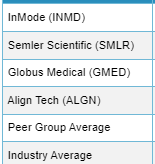 InMode (INMD)
Semler Scientific (SMLR)
Globus Medical (GMED)
Align Tech (ALGN)
Peer Group Average
Industry Average